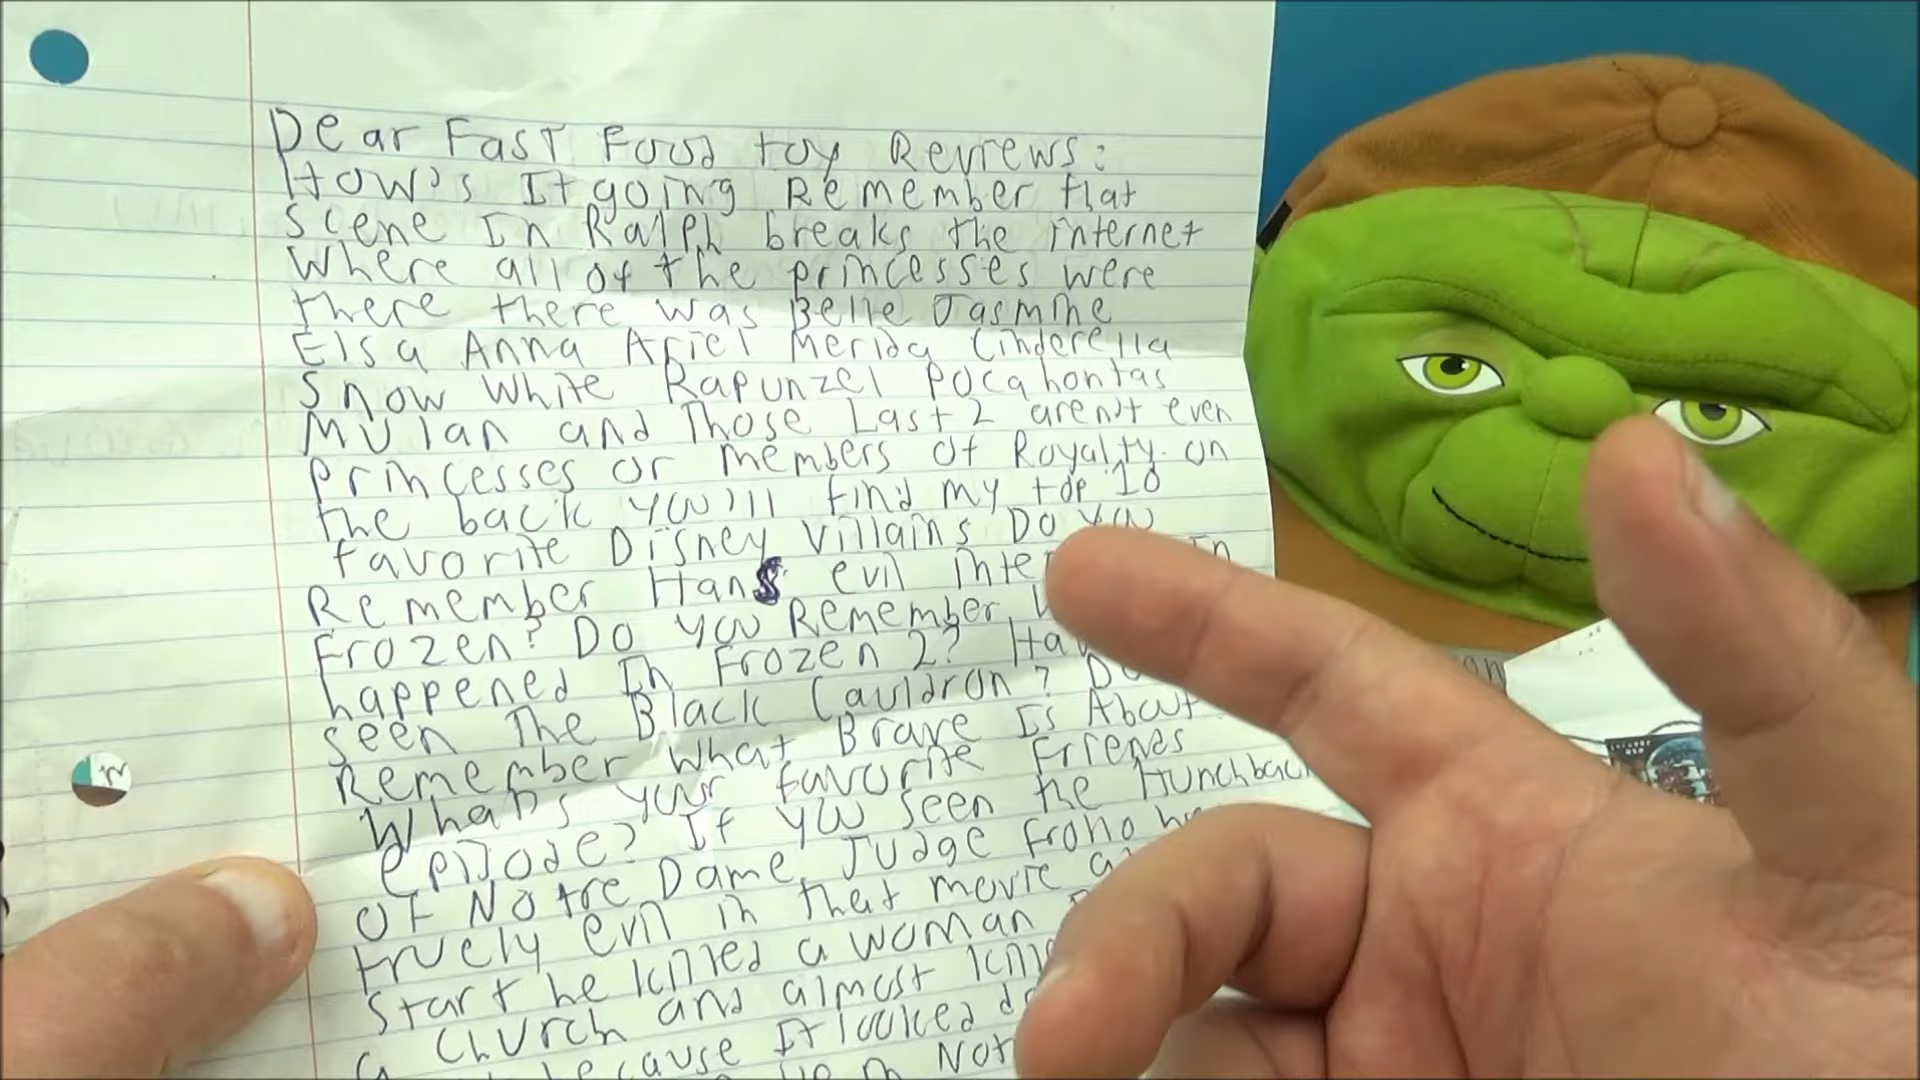 Dear Fast Food toy Reviews:
How's It going Remember that
scene In Ralph breaks the internet
Where all of the princesses were
there there was Belle Jasmine
Elsa Anna Ariel Merida Cinderella
Snow White Rapunzel Pocahontas
Mulan and Those Last 2 aren't even
princesses or members of Royalty. on
the back you'll find my top 10
favorite Disney Villains Do you
Remember Hans evil In
Frozen? Do you Remember
happened In Frozen 2?
seen The Black Cauldron?
Remember What Brave Is About
What's your favorite Friends
episode? If you seen the Hunchback
Of Notre Dame Judge Frollo
truely evil in that movie
Start he killed a woman
a Church and almost
because It looked
Not